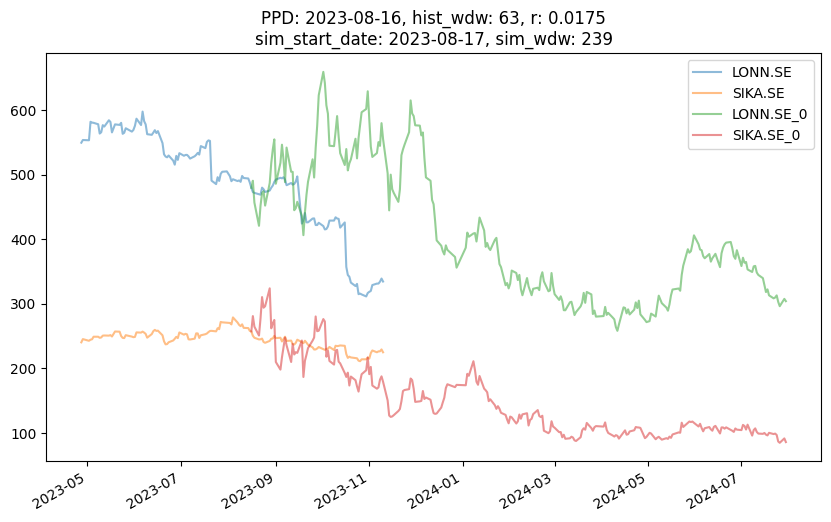 PPD: 2023-08-16, hist_wdw: 63, r: 0.0175
sim_start_date: 2023-08-17, sim_wdw: 239
LONN.SE
SIKA.SE
LONN.SE_0
SIKA.SE_0
600
500
400
300
200
100
2023-05
2023-07
2023-09
2023-11
2024-01
2024-03
2024-05
2024-07